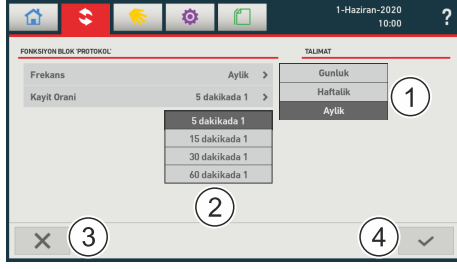 1-Haziran-2020
10:00
?
FONKSIYON BLOK 'PROTOKOL'
TALIMAT
Frekans Aylik >
Kayit Orani 5 dakikada 1 >
Gunluk
Haftalik
Aylik
1
5 dakikada 1
15 dakikada 1
30 dakikada 1
60 dakikada 1
2
3
4